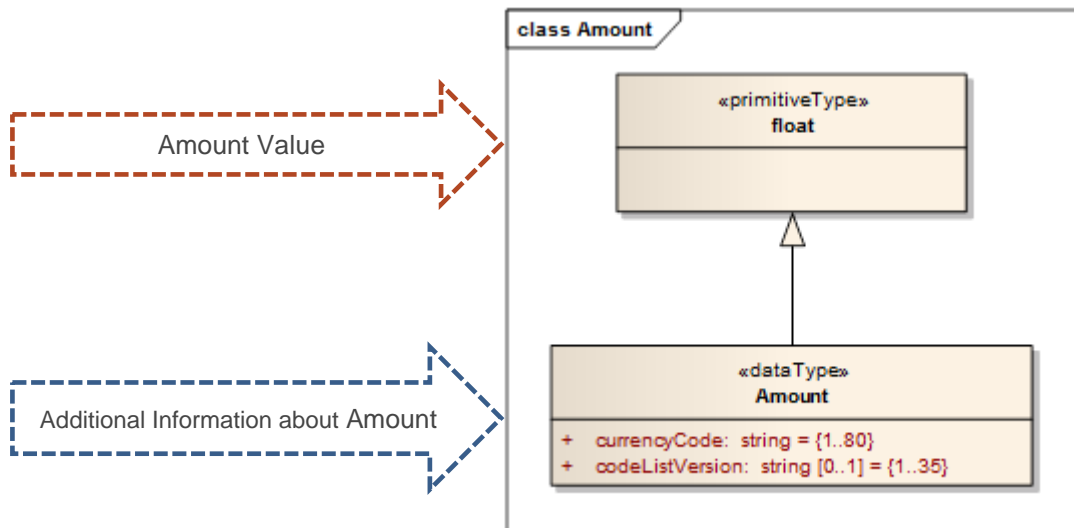 class Amount
«primitiveType»
float
Amount Value
«dataType»
Amount
Additional Information about Amount
+ currencyCode: string = {1..80}
+ codeListVersion: string [0..1] = {1..35}